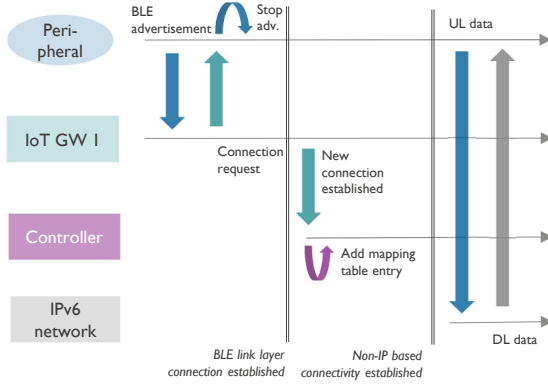 BLE
advertisement
Stop
adv.
UL data
Peri-
pheral
IoT GW 1
Connection
request
New
connection
established
Controller
Add mapping
table entry
IPv6
network
DL data
BLE link layer
connection established
Non-IP based
connectivity established